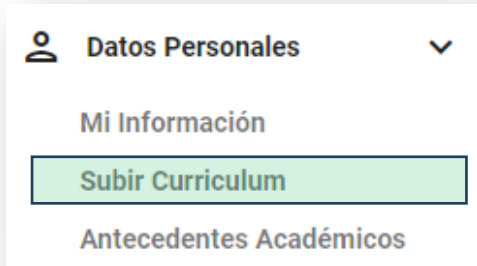 Datos Personales
Mi Información
Subir Curriculum
Antecedentes Académicos